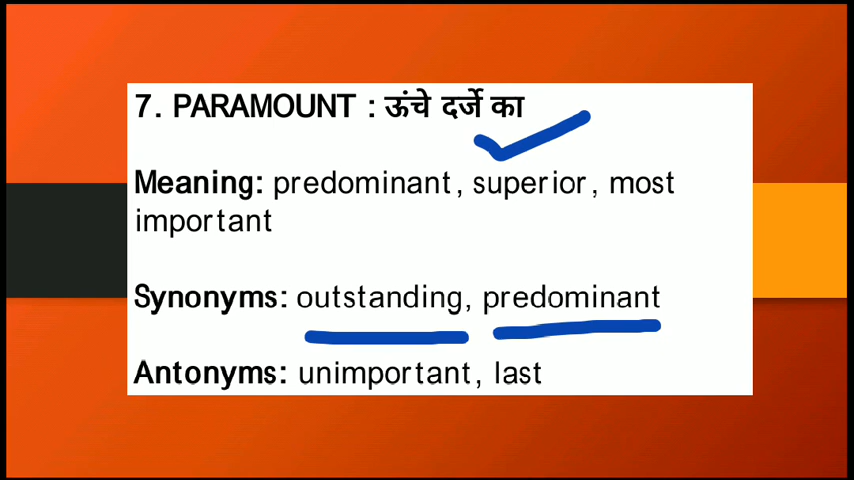 7. PARAMOUNT : ऊंचे दर्जे का
Meaning: predominant, superior, most
important
Synonyms: outstanding, predominant
Antonyms: unimportant, last